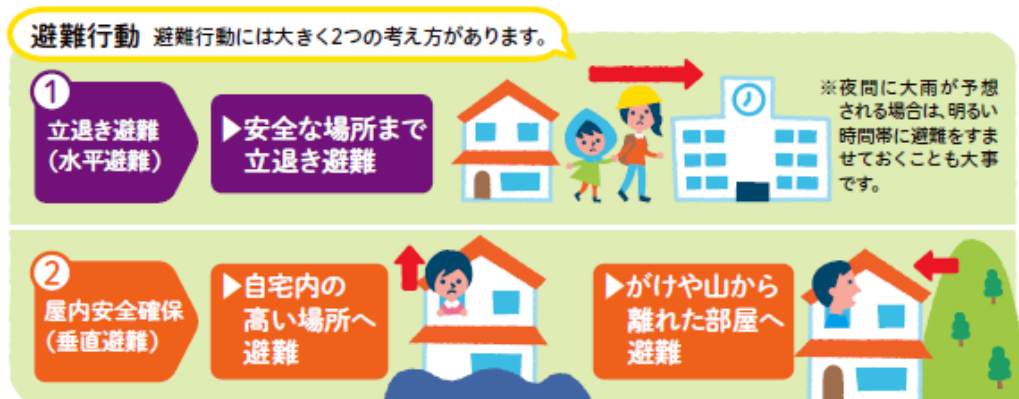 避難行動 避難行動には大きく2つの考え方があります。
1
立退き避難
(水平避難)
▶安全な場所まで
立退き避難
※夜間に大雨が予想
される場合は、明るい
時間帯に避難をすま
せておくことも大事
です。
2
屋内安全確保
(垂直避難)
▶自宅内の
高い場所へ
避難
▶がけや山から
離れた部屋へ
避難